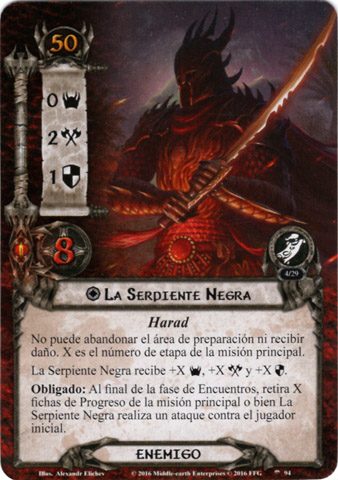 50
0
2
1
8
4/29
La Serpiente Negra
Harad
No puede abandonar el área de preparación ni recibir
daño. X es el número de etapa de la misión principal.
La Serpiente Negra recibe +X, +X y +X.
Obligado: Al final de la fase de Encuentros, retira X
fichas de Progreso de la misión principal o bien La
Serpiente Negra realiza un ataque contra el jugador
inicial.
ENEMIGO
Illus. Alexandr Elichev
© 2016 Middle-earth Enterprises © 2016 FFG
94